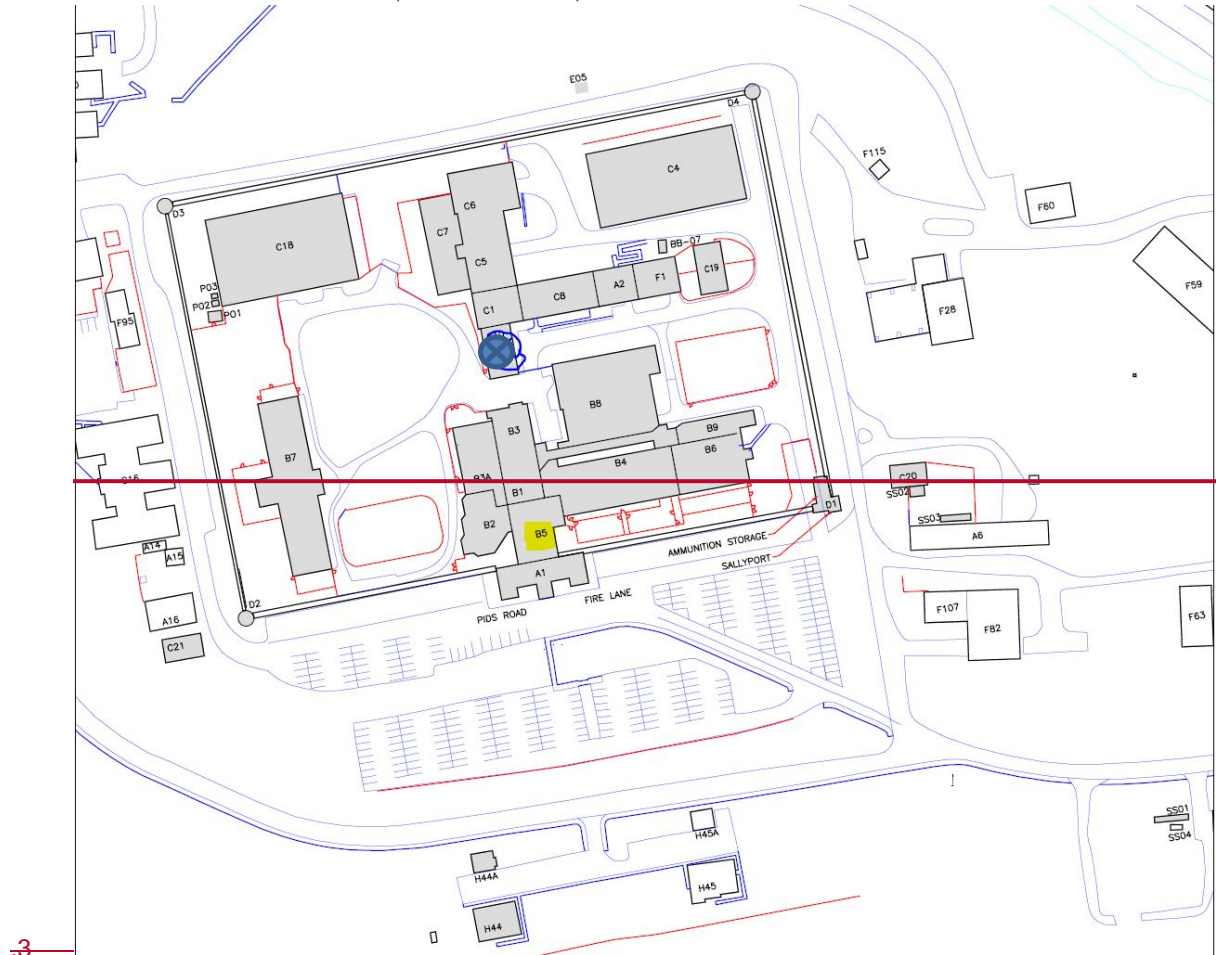 E05
D4
F115
C4
F60
C6
D3
C7
C18
BB-07
C5
C19
F59
F1
A2
P03
C8
P02
C1
P01
F28
F95
B8
B3
B9
B6
B7
B4
B3A
C16
C20
B1
SS02
D1
SS03
B2
B5
A6
AMMUNITION STORAGE
A14
A15
SALLYPORT
A1
FIRE LANE
D2
PIDS ROAD
F107
F63
A16
F82
C21
SS01
H45A
SS04
H44A
H45
H44
3